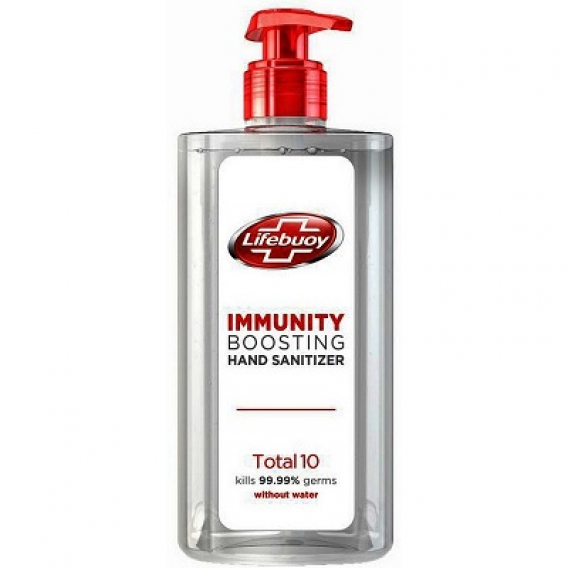 Lifebuoy
IMMUNITY
BOOSTING
HAND SANITIZER
Total 10
kills 99.99% germs
without water